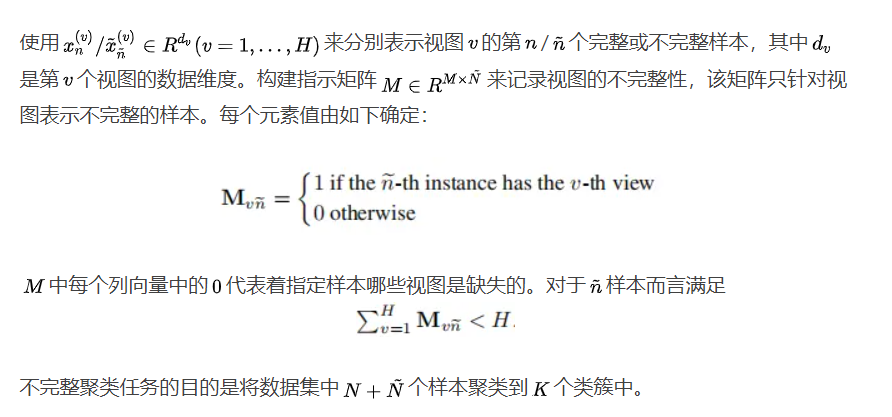 使用 $x_n^{(v)}/\tilde{x}_{\tilde{n}}^{(v)} \in R^{d_v}(v=1,\ldots,H)$ 来分别表示视图 $v$ 的第 $n/\tilde{n}$ 个完整或不完整样本，其中 $d_v$
是第 $v$ 个视图的数据维度。构建指示矩阵 $M \in R^{M \times \tilde{N}}$ 来记录视图的不完整性，该矩阵只针对视
图表示不完整的样本。每个元素值由如下确定：
$\mathbf{M}_{v\tilde{n}} = \begin{cases} 1 \text{ if the } \tilde{n}\text{-th instance has the } v\text{-th view} \\ 0 \text{ otherwise} \end{cases}$
$M$ 中每个列向量中的 $0$ 代表着指定样本哪些视图是缺失的。对于 $\tilde{n}$ 样本而言满足
$\sum_{v=1}^{H} \mathbf{M}_{v\tilde{n}} < H.$
不完整聚类任务的目的是将数据集中 $N + \tilde{N}$ 个样本聚类到 $K$ 个类簇中。